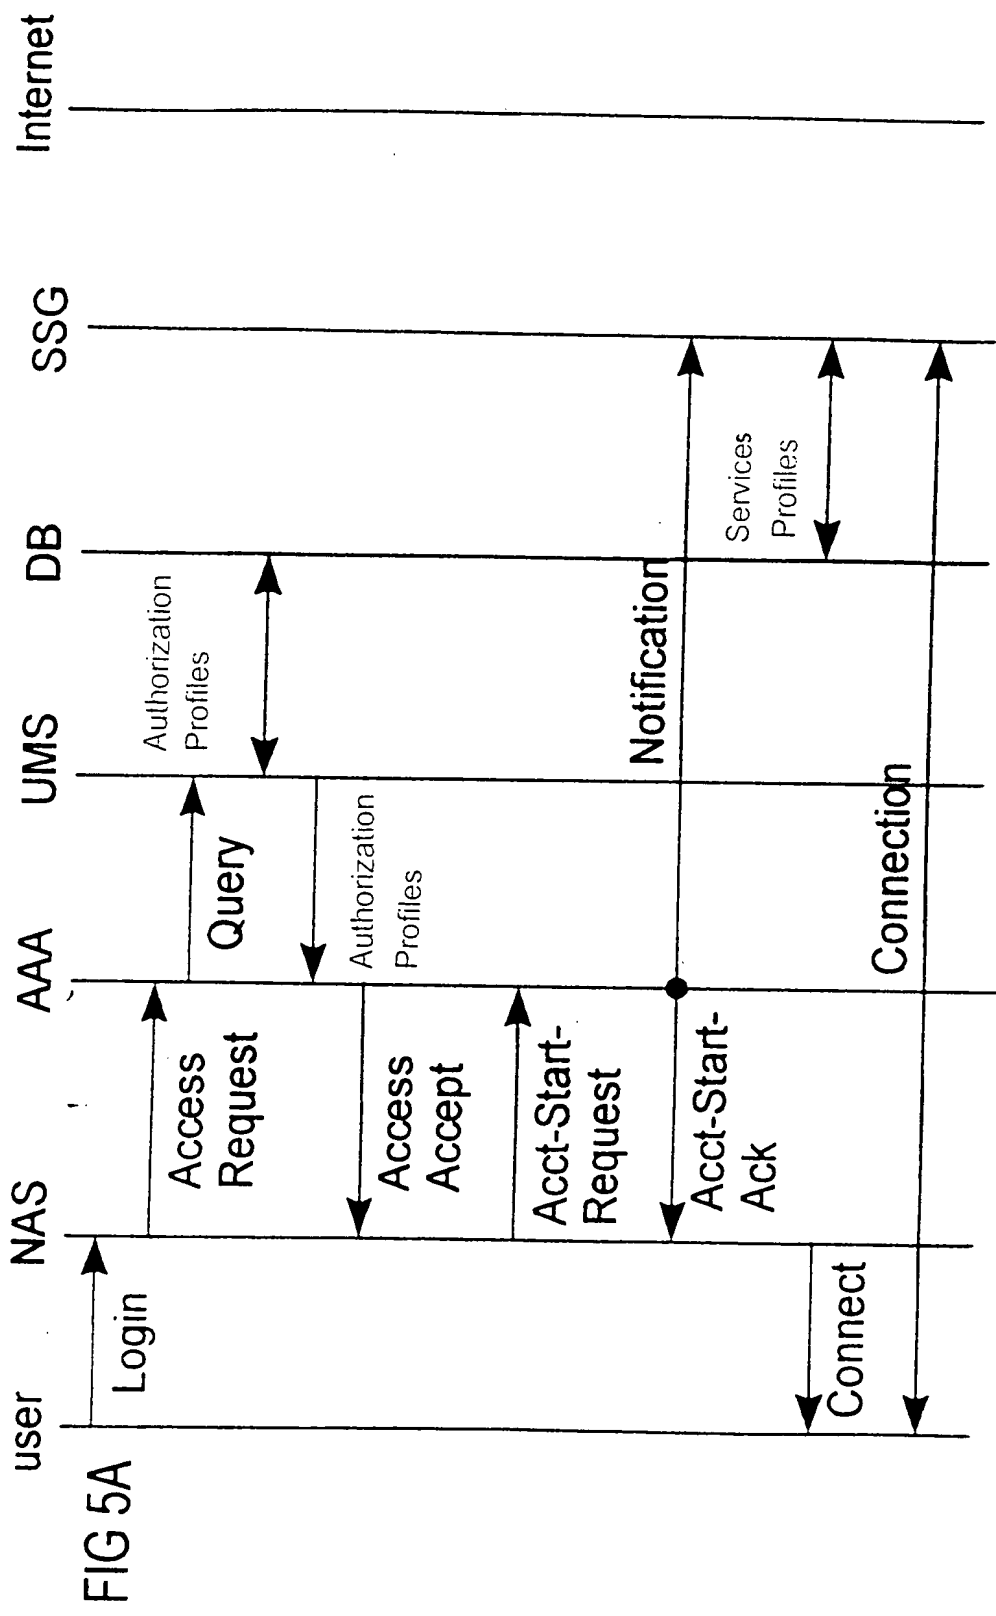 FIG 5A
user
NAS
AAA
UMS
DB
SSG
Internet
Login
Access
Request
Query
Authorization
Profiles
Authorization
Profiles
Access
Accept
Acct-Start-
Request
Notification
Acct-Start-
Ack
Services
Profiles
Connect
Connection